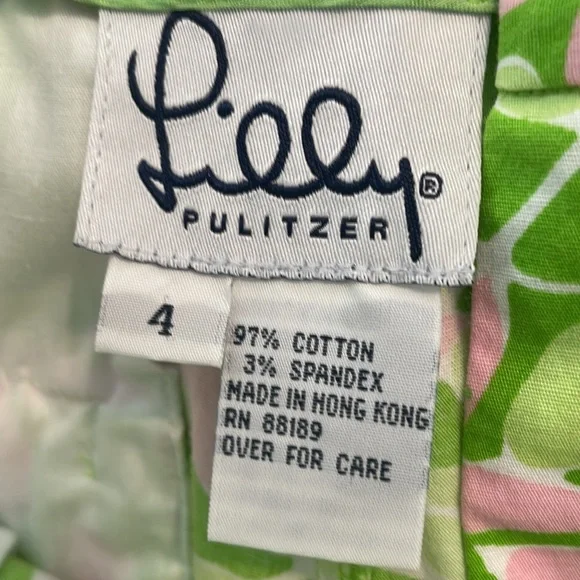 Lilly®
PULITZER
4
97% COTTON
3% SPANDEX
MADE IN HONG KONG
RN 88189
OVER FOR CARE